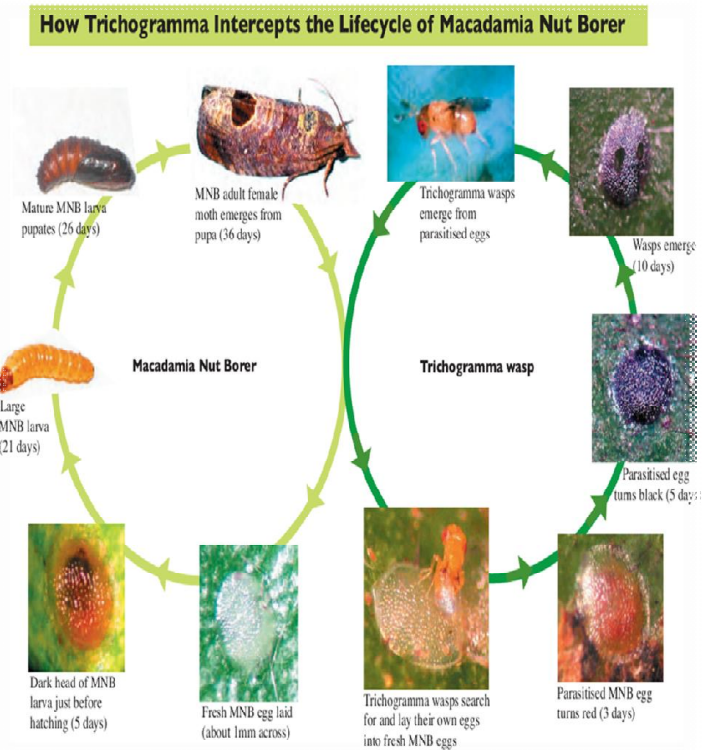 How Trichogramma Intercepts the Lifecycle of Macadamia Nut Borer
Mature MNB larva
pupates (26 days)
MNB adult female
moth emerges from
pupa (36 days)
Trichogramma wasps
emerge from
parasitised eggs
Wasps emerge
(10 days)
Macadamia Nut Borer
Trichogramma wasp
Large
MNB larva
(21 days)
Parasitised egg
turns black (5 days
Dark head of MNB
larva just before
hatching (5 days)
Fresh MNB egg laid
(about 1mm across)
Trichogramma wasps search
for and lay their own eggs
into fresh MNB eggs
Parasitised MNB egg
turns red (3 days)